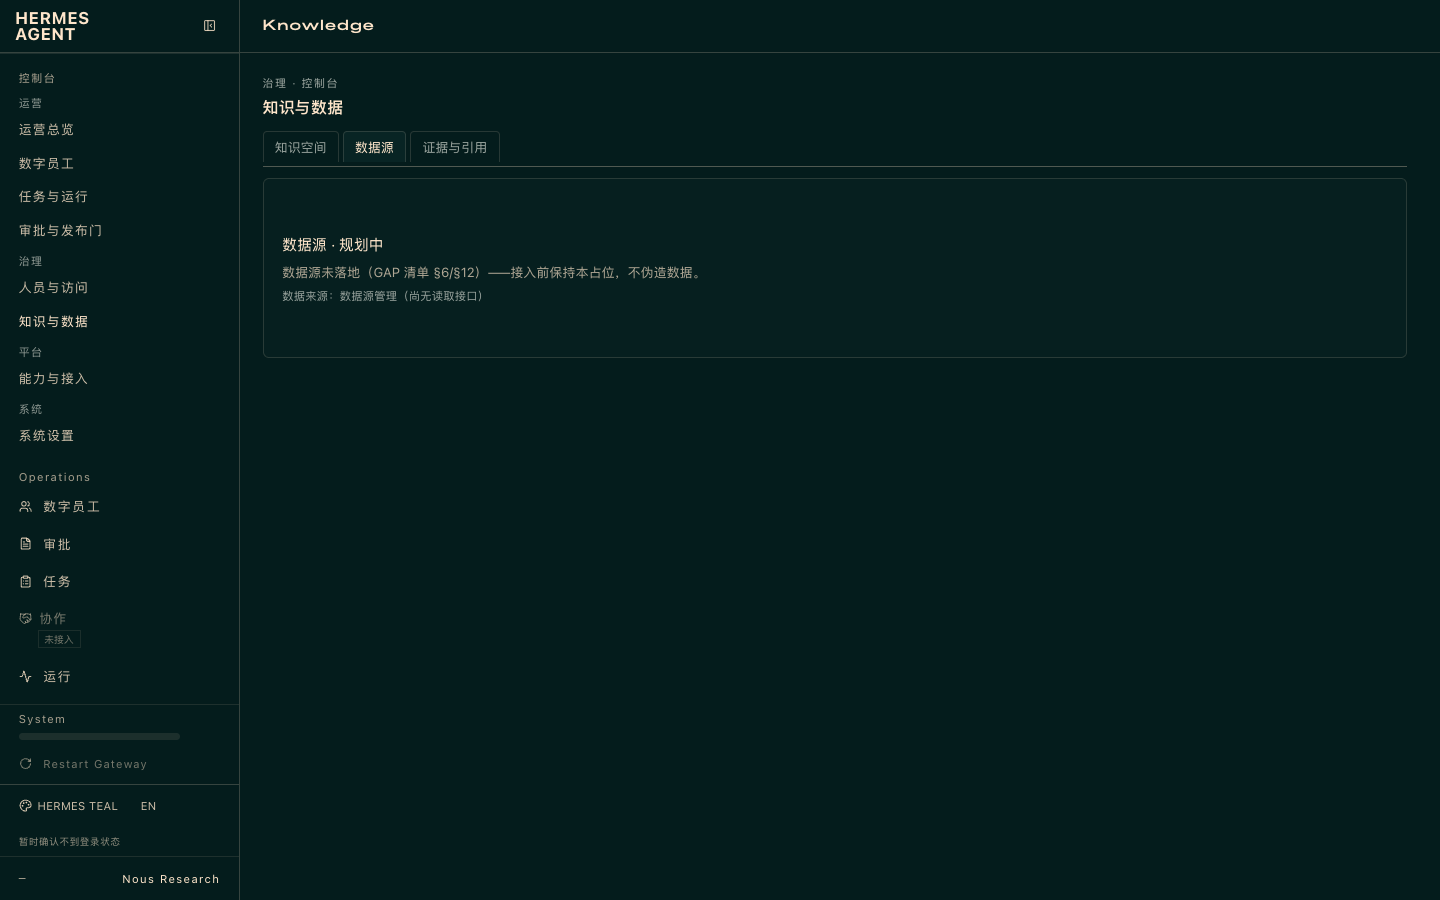 HERMES
AGENT
Knowledge
控制台
运营
运营总览
数字员工
任务与运行
审批与发布门
治理
人员与访问
知识与数据
平台
能力与接入
系统
系统设置
Operations
数字员工
审批
任务
协作
未接入
运行
System
Restart Gateway
HERMES TEAL EN
暂时确认不到登录状态
– Nous Research
治理 · 控制台
知识与数据
知识空间 数据源 证据与引用
数据源 · 规划中
数据源未落地（GAP 清单 §6/§12）——接入前保持本占位，不伪造数据。
数据来源：数据源管理（尚无读取接口）